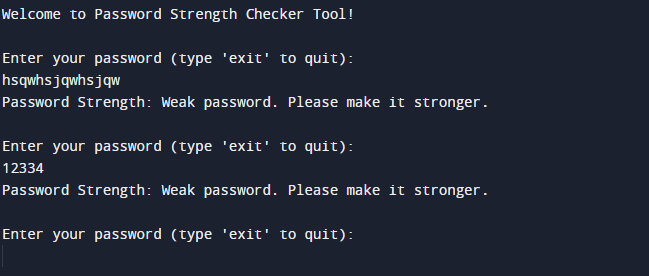 Welcome to Password Strength Checker Tool!
Enter your password (type 'exit' to quit):
hsqwhsjqwhsjqw
Password Strength: Weak password. Please make it stronger.
Enter your password (type 'exit' to quit):
12334
Password Strength: Weak password. Please make it stronger.
Enter your password (type 'exit' to quit):